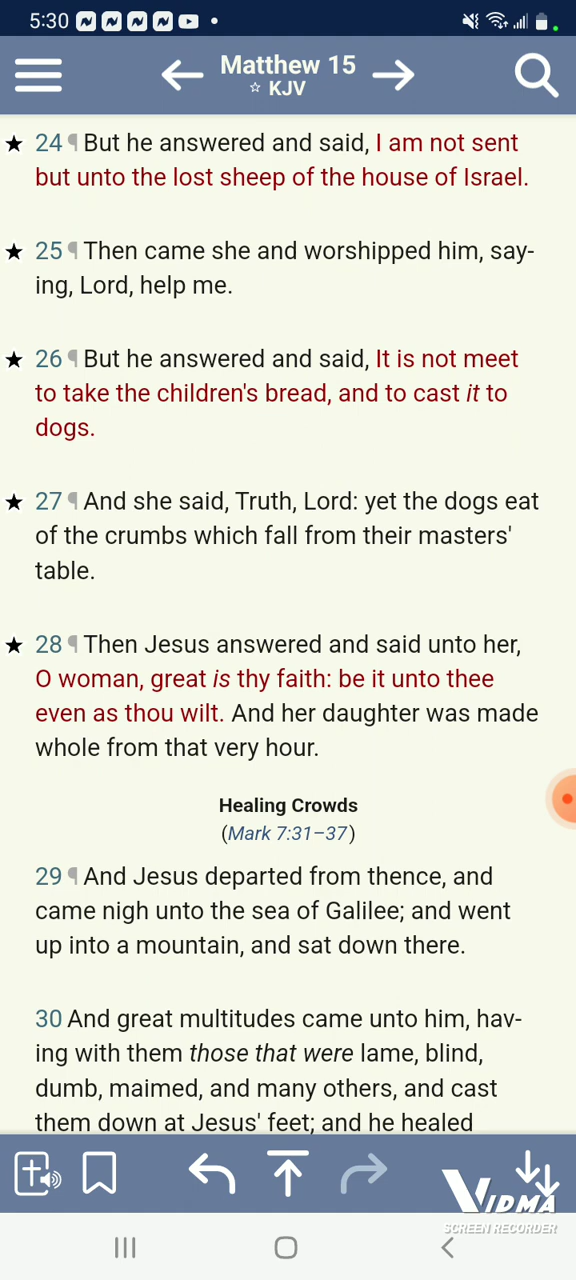 5:30
Matthew 15
☆ KJV
★ 24 ¶ But he answered and said, I am not sent
but unto the lost sheep of the house of Israel.
★ 25 ¶ Then came she and worshipped him, say-
ing, Lord, help me.
★ 26 ¶ But he answered and said, It is not meet
to take the children's bread, and to cast it to
dogs.
★ 27 ¶ And she said, Truth, Lord: yet the dogs eat
of the crumbs which fall from their masters'
table.
★ 28 ¶ Then Jesus answered and said unto her,
O woman, great is thy faith: be it unto thee
even as thou wilt. And her daughter was made
whole from that very hour.
Healing Crowds
(Mark 7:31–37)
29 ¶ And Jesus departed from thence, and
came nigh unto the sea of Galilee; and went
up into a mountain, and sat down there.
30 And great multitudes came unto him, hav-
ing with them those that were lame, blind,
dumb, maimed, and many others, and cast
them down at Jesus' feet; and he healed
VIDMA
SCREEN RECORDER